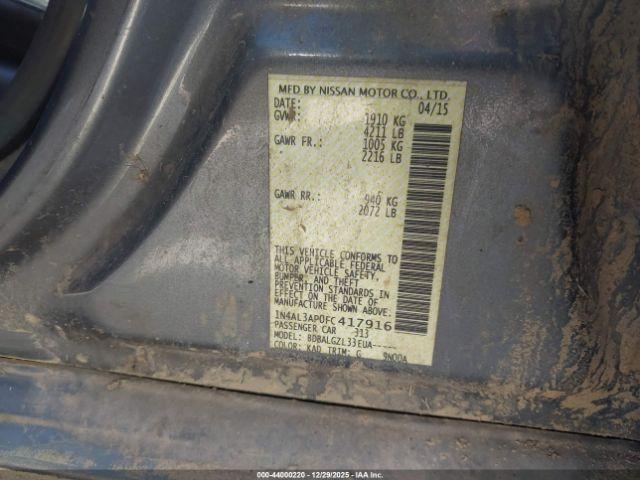 MFD BY NISSAN MOTOR CO., LTD.
DATE: 04/15
GVWR: 1910 KG
4211 LB
GAWR FR.: 1005 KG
2216 LB
GAWR RR.: 940 KG
2072 LB
THIS VEHICLE CONFORMS TO
ALL APPLICABLE FEDERAL
MOTOR VEHICLE SAFETY,
BUMPER, AND THEFT
PREVENTION STANDARDS IN
EFFECT ON THE DATE OF
MANUFACTURE SHOWN ABOVE.
1N4AL3AP0FC417916
PASSENGER CAR 313
MODEL: BDBALGZL33EUA-----
COLOR: KAD TRIM: G 9N00A
000-44000220 | 12/29/2025 - IAA Inc.